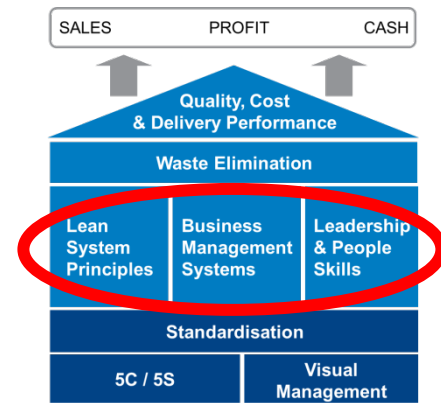 SALES PROFIT CASH
Quality, Cost
& Delivery Performance
Waste Elimination
Lean
System
Principles
Business
Management
Systems
Leadership
& People
Skills
Standardisation
5C / 5S
Visual
Management